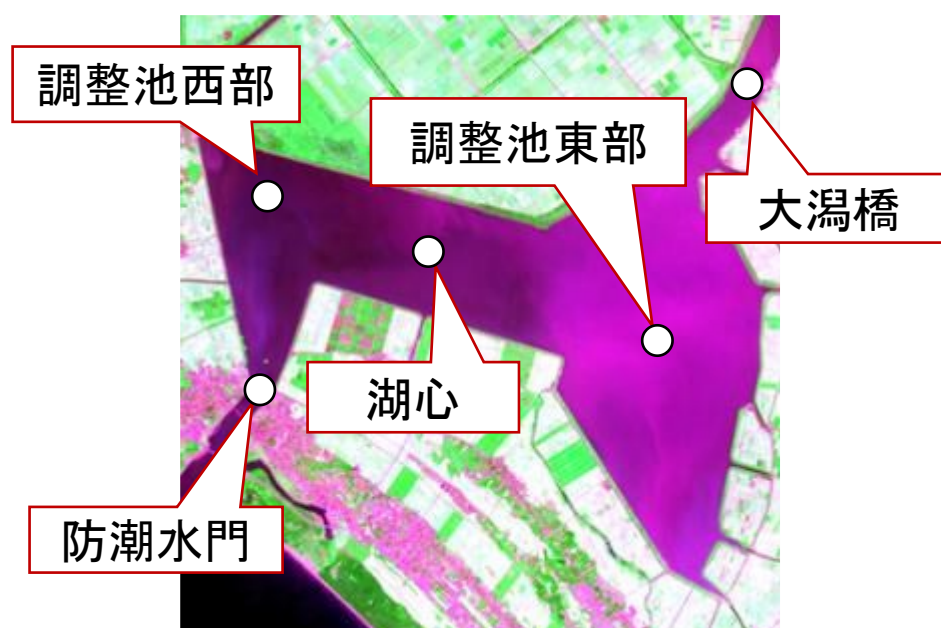 調整池西部
調整池東部
大潟橋
湖心
防潮水門